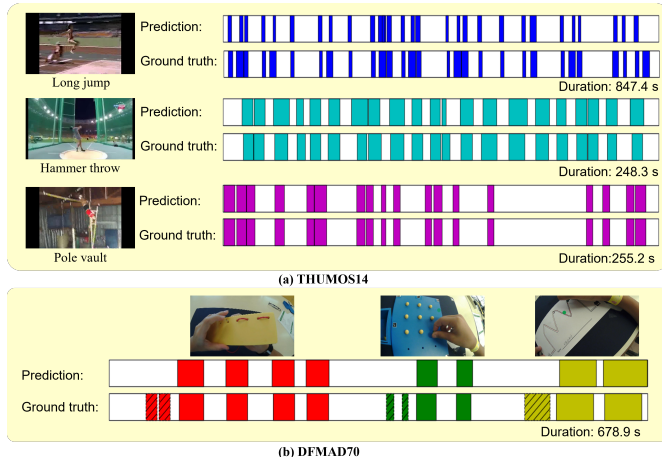 Prediction:
Ground truth:
Long jump
Duration: 847.4 s
Prediction:
Ground truth:
Hammer throw
Duration: 248.3 s
Prediction:
Ground truth:
Pole vault
Duration:255.2 s
(a) THUMOS14
Prediction:
Ground truth:
Duration: 678.9 s
(b) DFMAD70